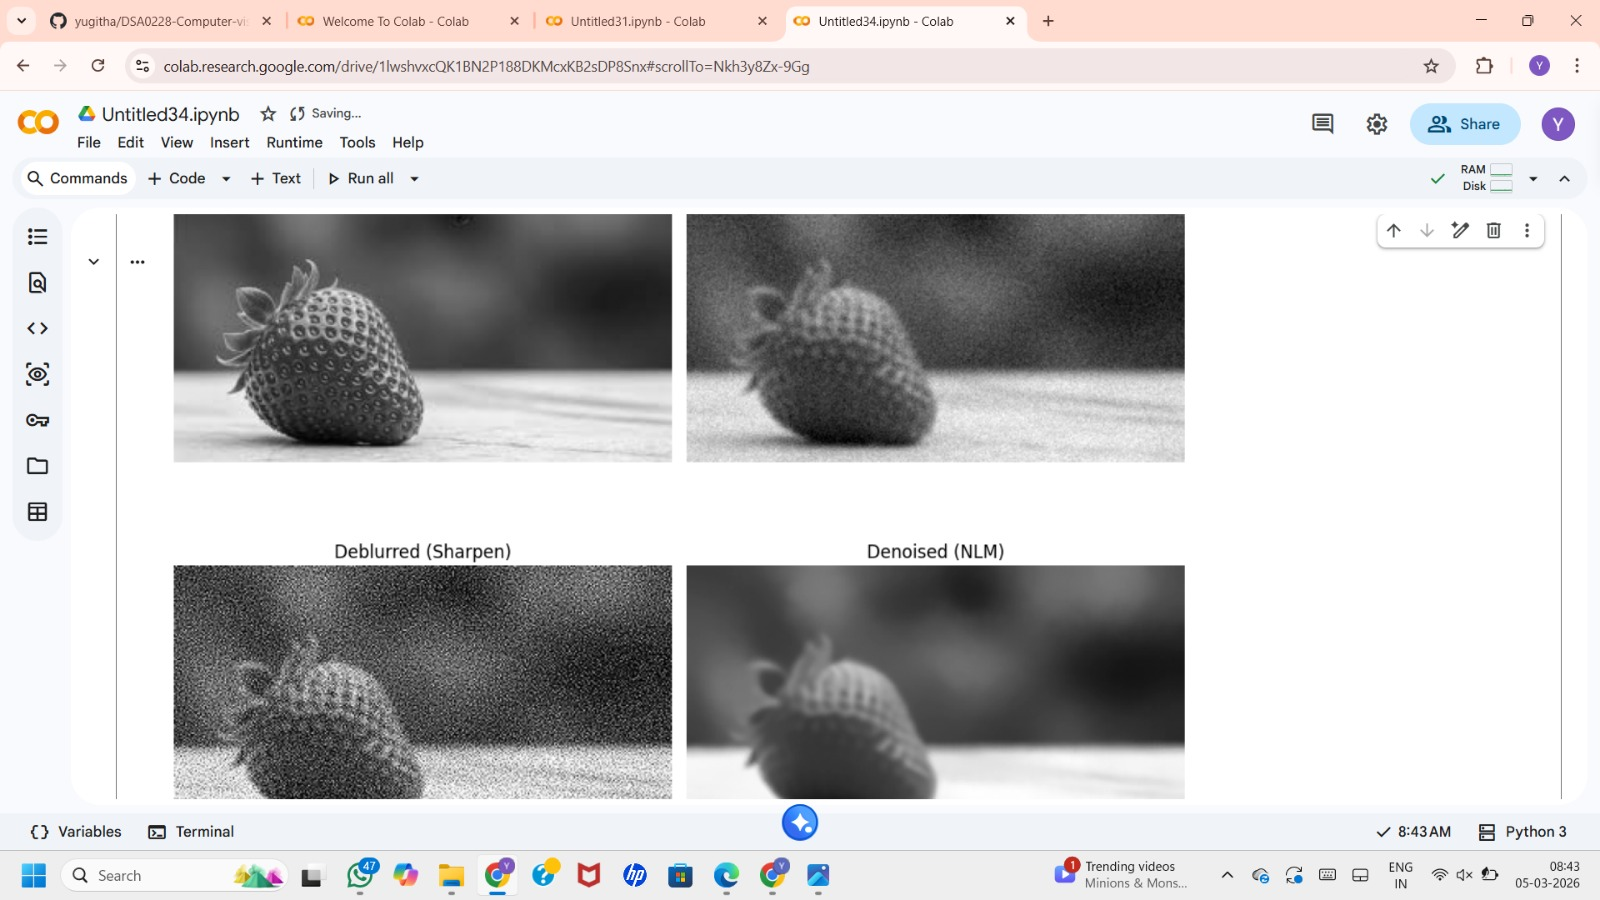 yugitha/DSA0228-Computer-vi
Welcome To Colab - Colab
Untitled31.ipynb - Colab
Untitled34.ipynb - Colab
colab.research.google.com/drive/1lwshvxcQK1BN2P188DKMcxKB2sDP8Snx#scrollTo=Nkh3y8Zx-9Gg
Y
Untitled34.ipynb
Saving...
File Edit View Insert Runtime Tools Help
Share
Y
Commands + Code + Text Run all
RAM
Disk
Deblurred (Sharpen)
Denoised (NLM)
Variables Terminal
8:43 AM Python 3
Search
47
Y
hp
Y
1
Trending videos
Minions & Mons...
ENG
IN
08:43
05-03-2026